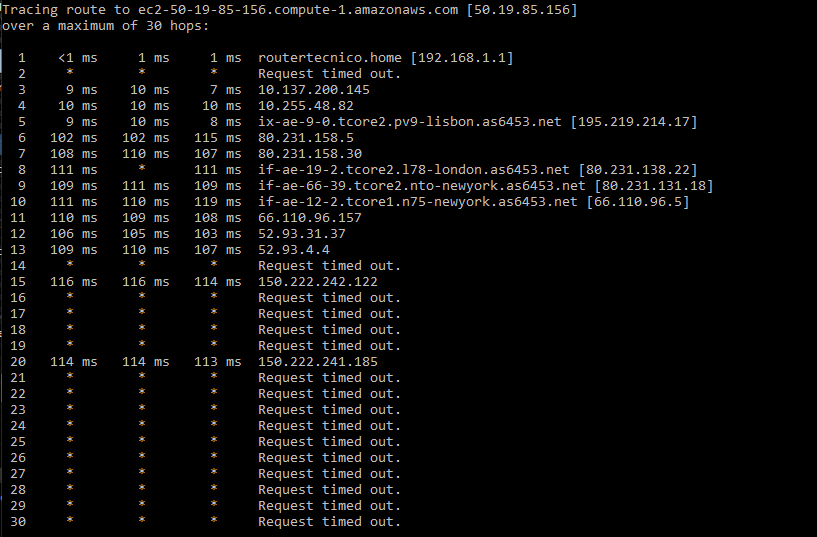 Tracing route to ec2-50-19-85-156.compute-1.amazonaws.com [50.19.85.156]
over a maximum of 30 hops:
1 <1 ms 1 ms 1 ms routertecnico.home [192.168.1.1]
2 * * * Request timed out.
3 9 ms 10 ms 7 ms 10.137.200.145
4 10 ms 10 ms 10 ms 10.255.48.82
5 9 ms 10 ms 8 ms ix-ae-9-0.tcore2.pv9-lisbon.as6453.net [195.219.214.17]
6 102 ms 102 ms 115 ms 80.231.158.5
7 108 ms 110 ms 107 ms 80.231.158.30
8 111 ms * 111 ms if-ae-19-2.tcore2.l78-london.as6453.net [80.231.138.22]
9 109 ms 111 ms 109 ms if-ae-66-39.tcore2.nto-newyork.as6453.net [80.231.131.18]
10 111 ms 110 ms 119 ms if-ae-12-2.tcore1.n75-newyork.as6453.net [66.110.96.5]
11 110 ms 109 ms 108 ms 66.110.96.157
12 106 ms 105 ms 103 ms 52.93.31.37
13 109 ms 110 ms 107 ms 52.93.4.4
14 * * * Request timed out.
15 116 ms 116 ms 114 ms 150.222.242.122
16 * * * Request timed out.
17 * * * Request timed out.
18 * * * Request timed out.
19 * * * Request timed out.
20 114 ms 114 ms 113 ms 150.222.241.185
21 * * * Request timed out.
22 * * * Request timed out.
23 * * * Request timed out.
24 * * * Request timed out.
25 * * * Request timed out.
26 * * * Request timed out.
27 * * * Request timed out.
28 * * * Request timed out.
29 * * * Request timed out.
30 * * * Request timed out.